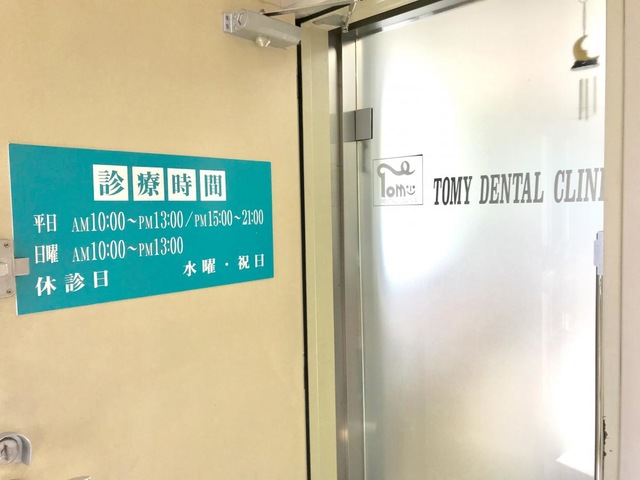 診療時間
平日 AM10:00～PM13:00/PM15:00～21:00
日曜 AM10:00～PM13:00
休診日 水曜・祝日
Tomy
TOMY DENTAL CLINI